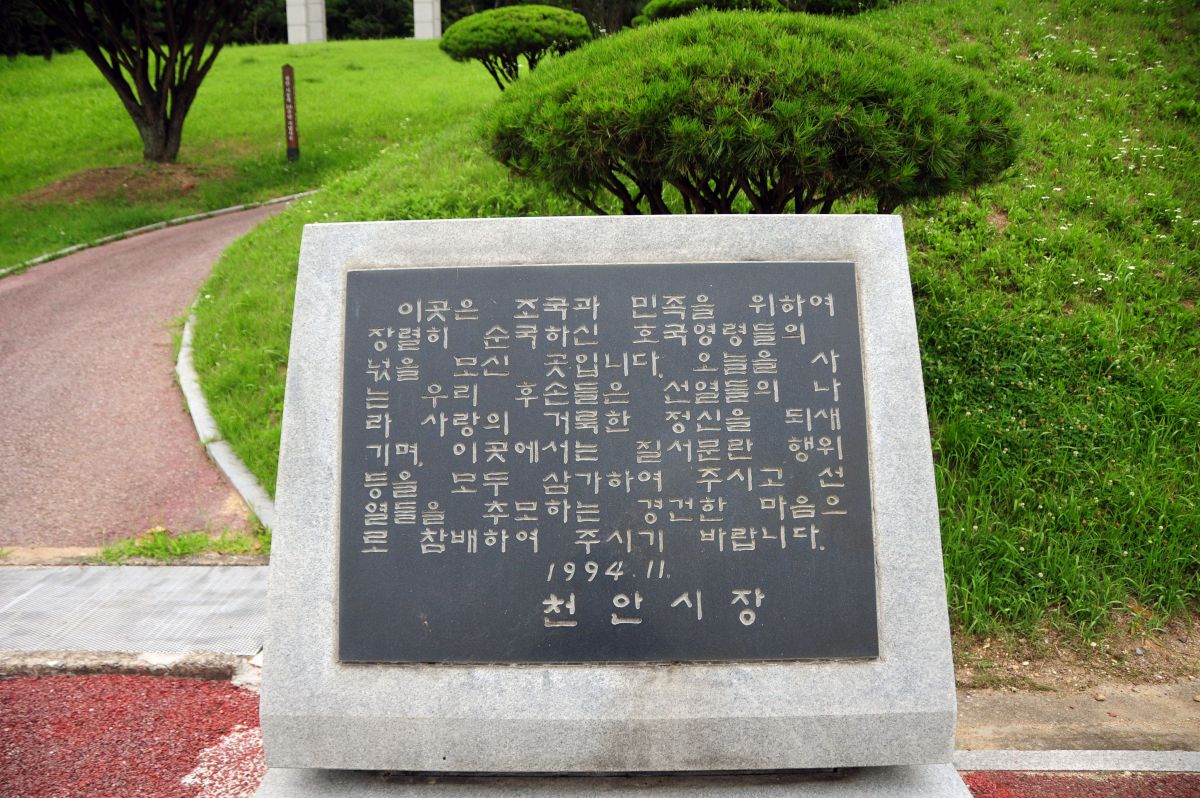 이곳은 조국과 민족을 위하여
장렬히 순국하신 호국영령들의
넋을 모신 곳입니다. 오늘을 사
는 우리 후손들은 선열들의 나
라 사랑의 거룩한 정신을 되새
기며, 이곳에서는 질서문란 행위
등을 모두 삼가하여 주시고 선
열들을 추모하는 경건한 마음으
로 참배하여 주시기 바랍니다.
1994. 11.
천안시장